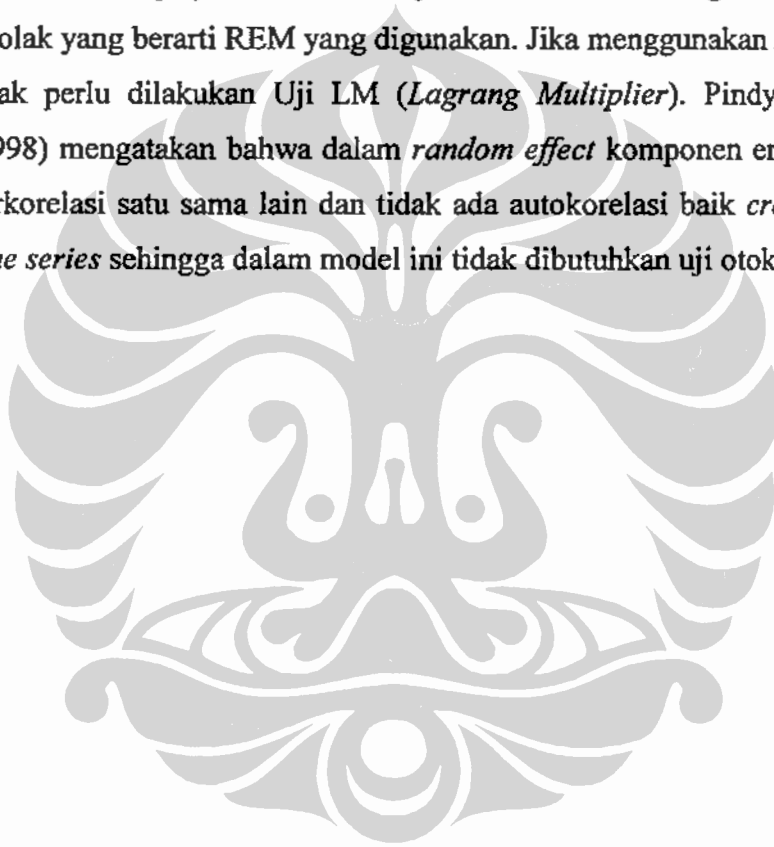 olak yang berarti REM yang digunakan. Jika menggunakan
ak perlu dilakukan Uji LM (Lagrang Multiplier). Pindy
998) mengatakan bahwa dalam random effect komponen er
rkorelasi satu sama lain dan tidak ada autokorelasi baik cr
ne series sehingga dalam model ini tidak dibutuhkan uji otok